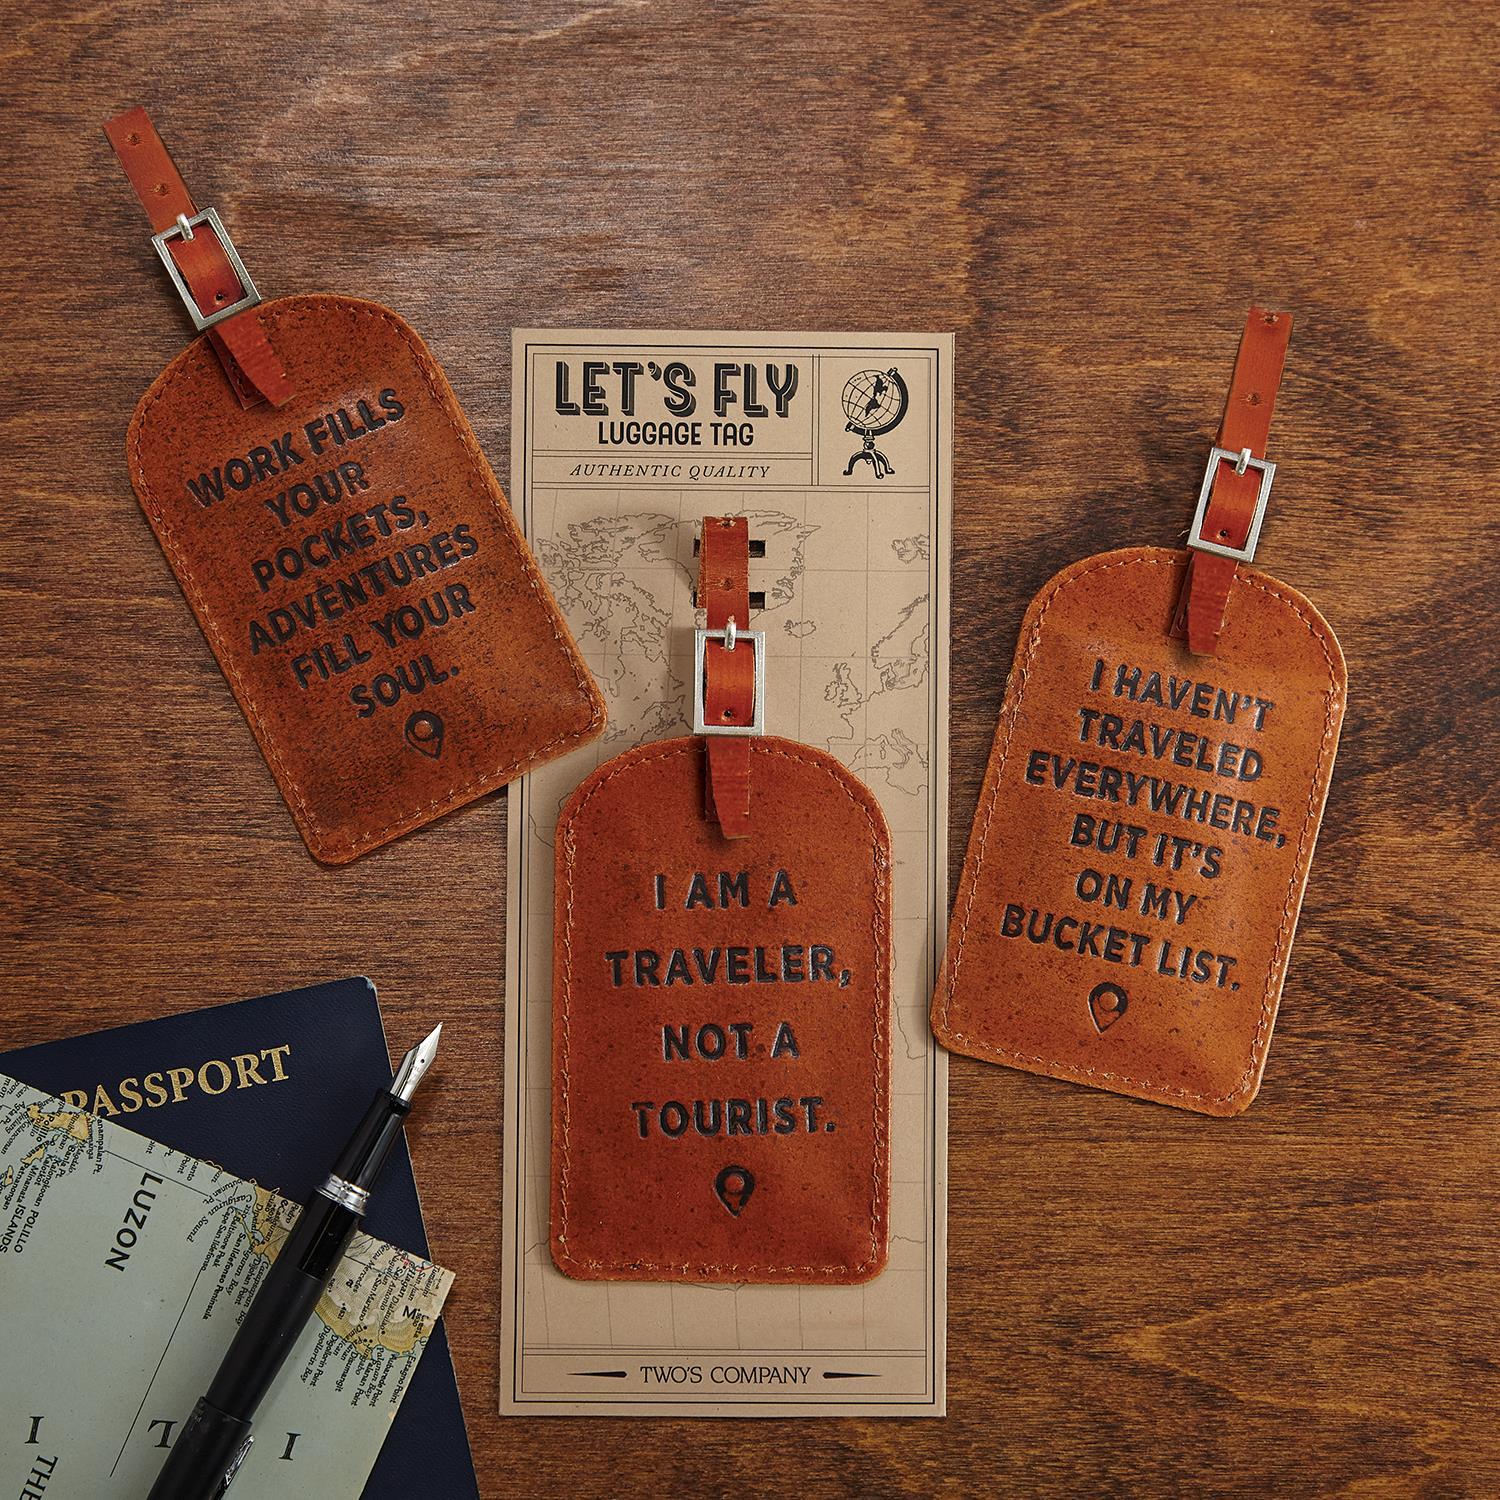 WORK FILLS
YOUR
POCKETS,
ADVENTURES
FILL YOUR
SOUL.
LET'S FLY
LUGGAGE TAG
AUTHENTIC QUALITY
I AM A
TRAVELER,
NOT A
TOURIST.
TWO'S COMPANY
I HAVEN'T
TRAVELED
EVERYWHERE,
BUT IT'S
ON MY
BUCKET LIST.
PASSPORT
LUZON
POLILLO
ISLANDS
I
L
I
THE